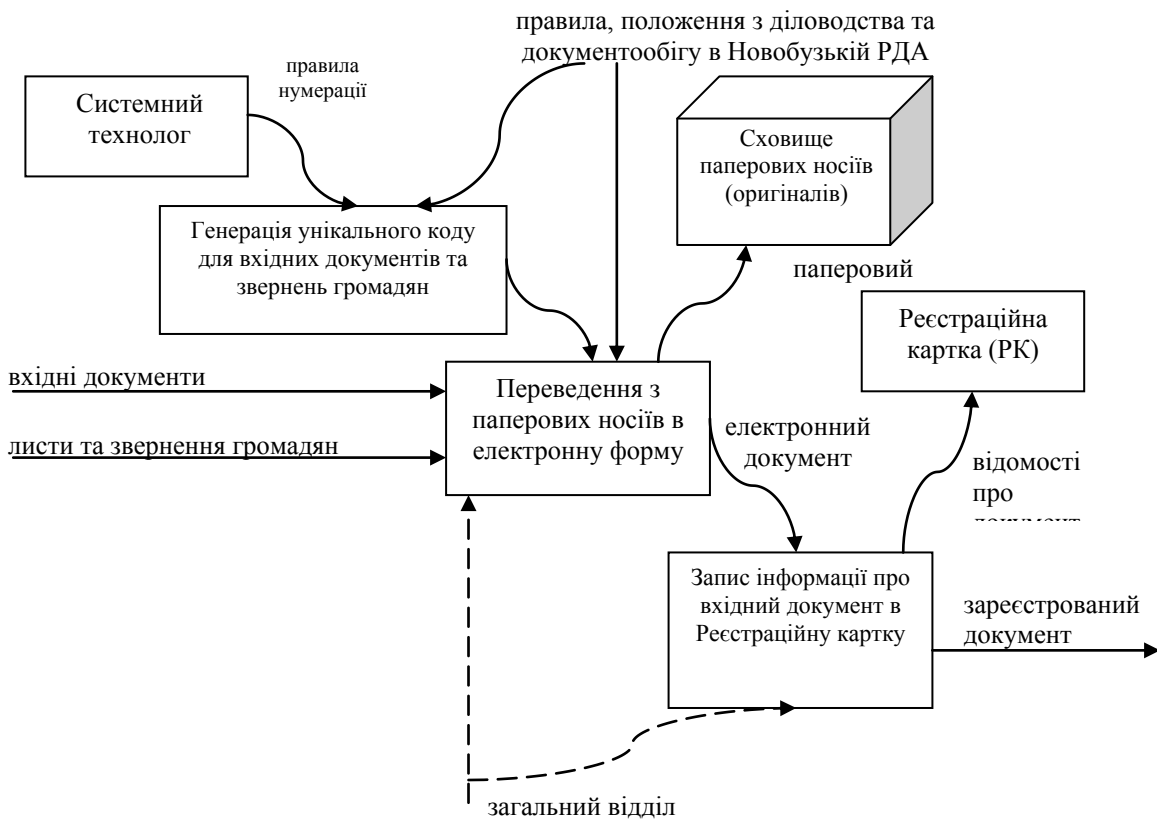 правила, положення з діловодства та
документообігу в Новобузькій РДА
правила
нумерації
Системний
технолог
Сховище
паперових носіїв
(оригіналів)
Генерація унікального коду
для вхідних документів та
звернень громадян
паперовий
Реєстраційна
картка (РК)
вхідні документи
Переведення з
паперових носіїв в
електронну форму
листи та звернення громадян
електронний
документ
відомості
про
документ
Запис інформації про
вхідний документ в
Реєстраційну картку
зареєстрований
документ
загальний відділ